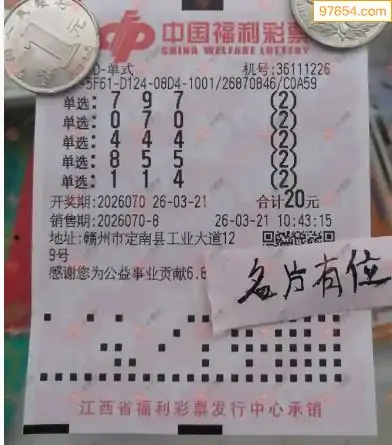 97654.com
1
中国福利彩票
CHINA WELFARE LOTTERY
D-单式 机号:36111226
5F61-D124-08D4-1001/26870846/C0A59
单选: 7 9 7 (2)
单选: 0 7 0 (2)
单选: 4 4 4 (2)
单选: 8 5 5 (2)
单选: 1 1 4 (2)
开奖期:2026070 26-03-21 合计20元
销售期:2026070-8 26-03-21 10:43:15
地址:赣州市定南县工业大道12
9号
感谢您为公益事业贡献6.8
名片有位
江西省福利彩票发行中心承销